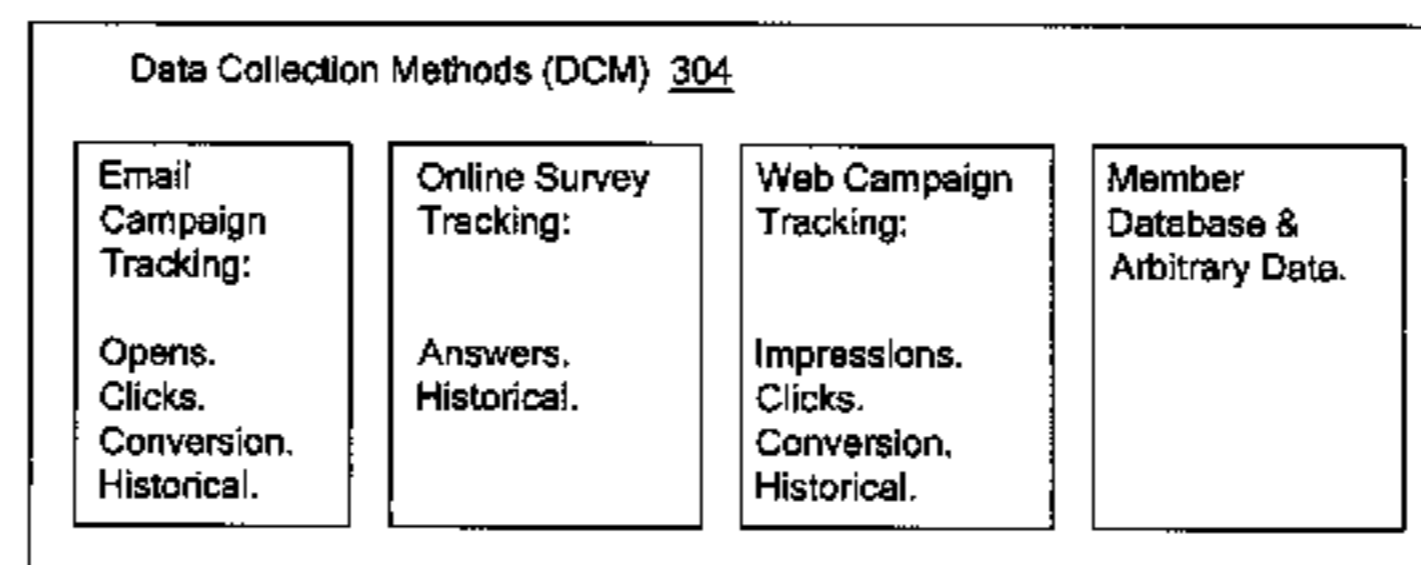 Data Collection Methods (DCM) 304
Email
Campaign
Tracking:
Opens.
Clicks.
Conversion.
Historical.
Online Survey
Tracking:
Answers.
Historical.
Web Campaign
Tracking:
Impressions.
Clicks.
Conversion.
Historical.
Member
Database &
Arbitrary Data.